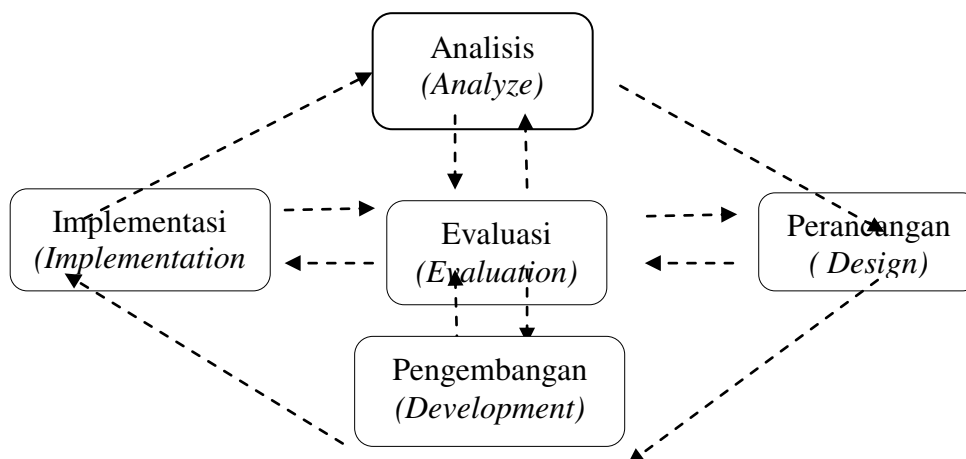 Analisis
(Analyze)
Implementasi
(Implementation
Evaluasi
(Evaluation)
Perancangan
( Design)
Pengembangan
(Development)